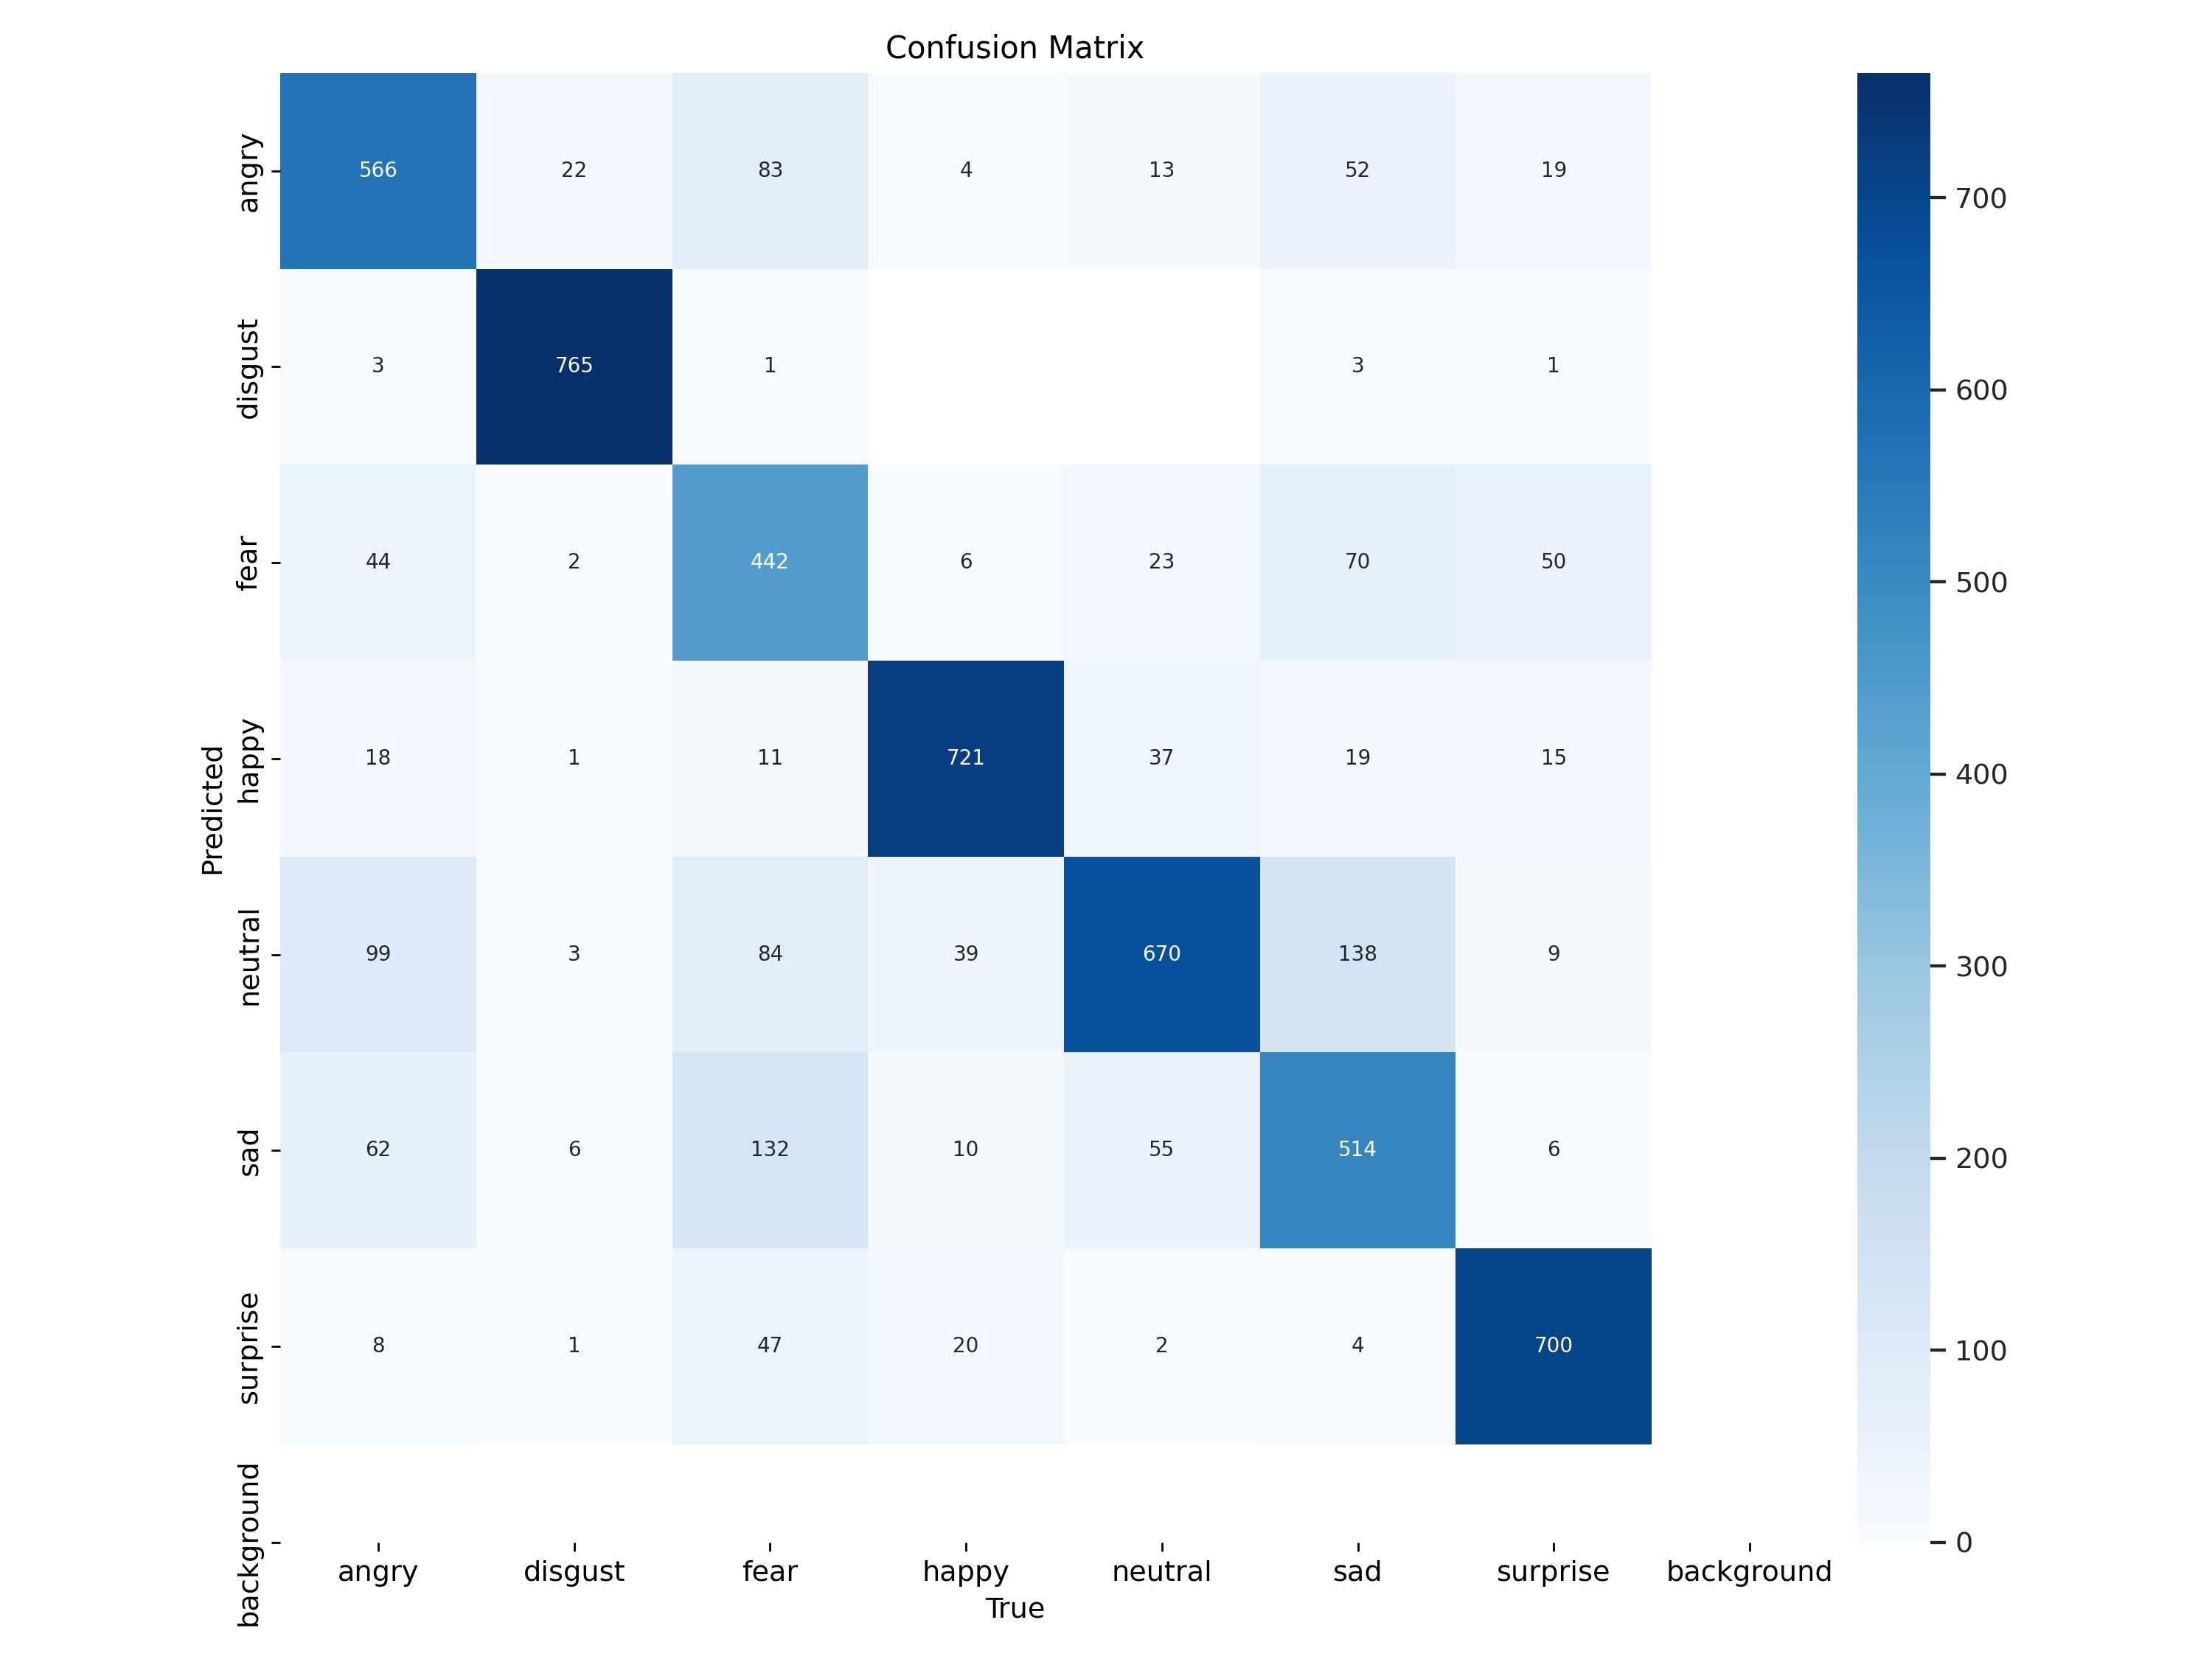 Confusion Matrix
angry 566 22 83 4 13 52 19
disgust 3 765 1 3 1
fear 44 2 442 6 23 70 50
happy 18 1 11 721 37 19 15
neutral 99 3 84 39 670 138 9
sad 62 6 132 10 55 514 6
surprise 8 1 47 20 2 4 700
background
Predicted
angry disgust fear happy neutral sad surprise background
True
700
600
500
400
300
200
100
0